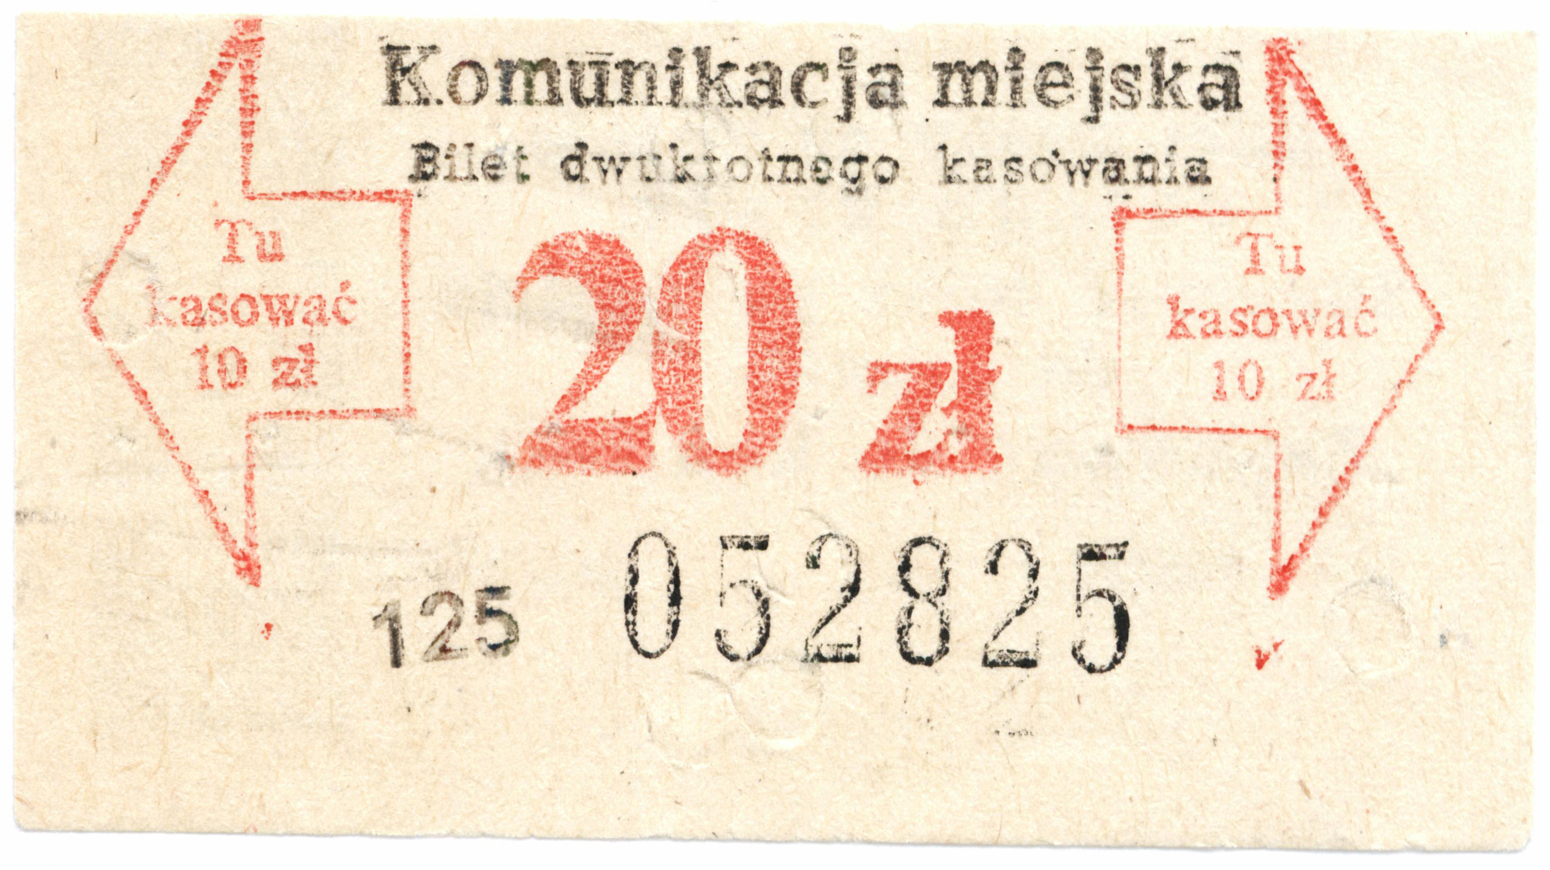 Komunikacja miejska
Bilet dwukrotnego kasowania
Tu
kasować
10 zł
20 zł
Tu
kasować
10 zł
125 052825